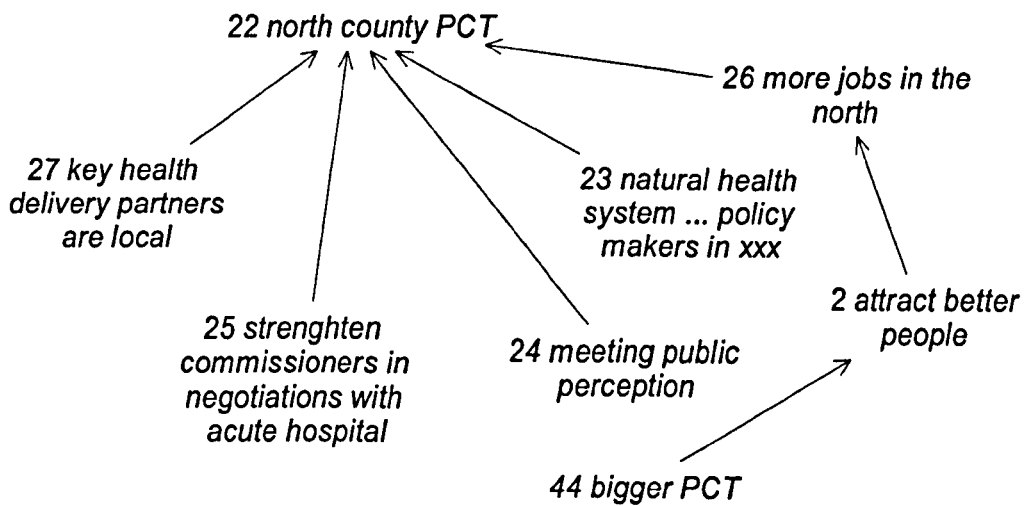 22 north county PCT
26 more jobs in the
north
27 key health
delivery partners
are local
23 natural health
system ... policy
makers in xxx
2 attract better
people
25 strenghten
commissioners in
negotiations with
acute hospital
24 meeting public
perception
44 bigger PCT